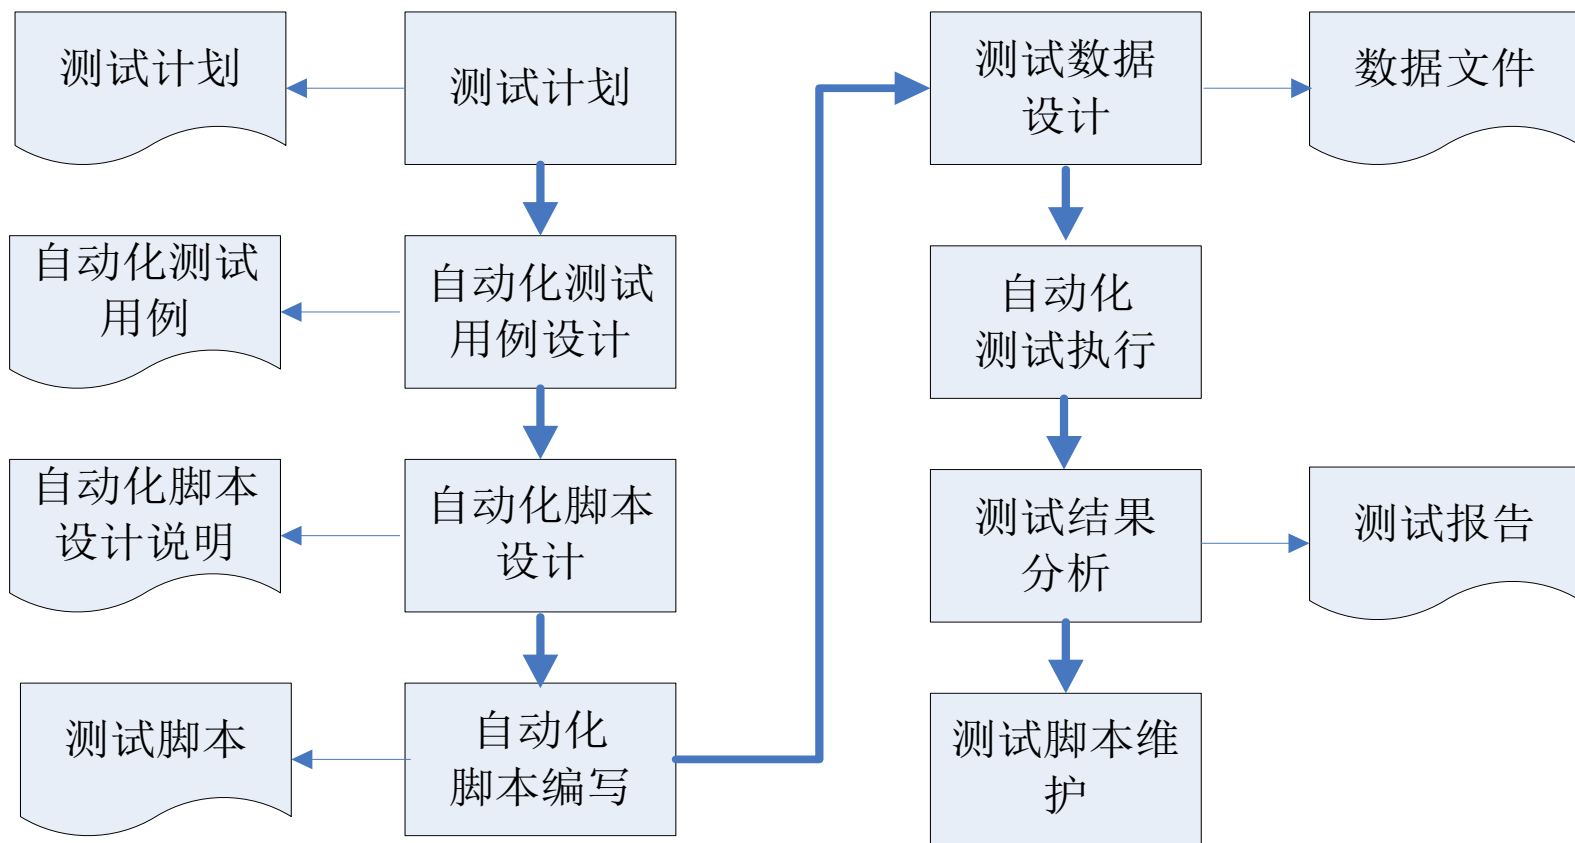 测试计划
测试计划
自动化测试
用例
自动化测试
用例设计
自动化脚本
设计说明
自动化脚本
设计
测试脚本
自动化
脚本编写
测试数据
设计
数据文件
自动化
测试执行
测试结果
分析
测试报告
测试脚本维
护